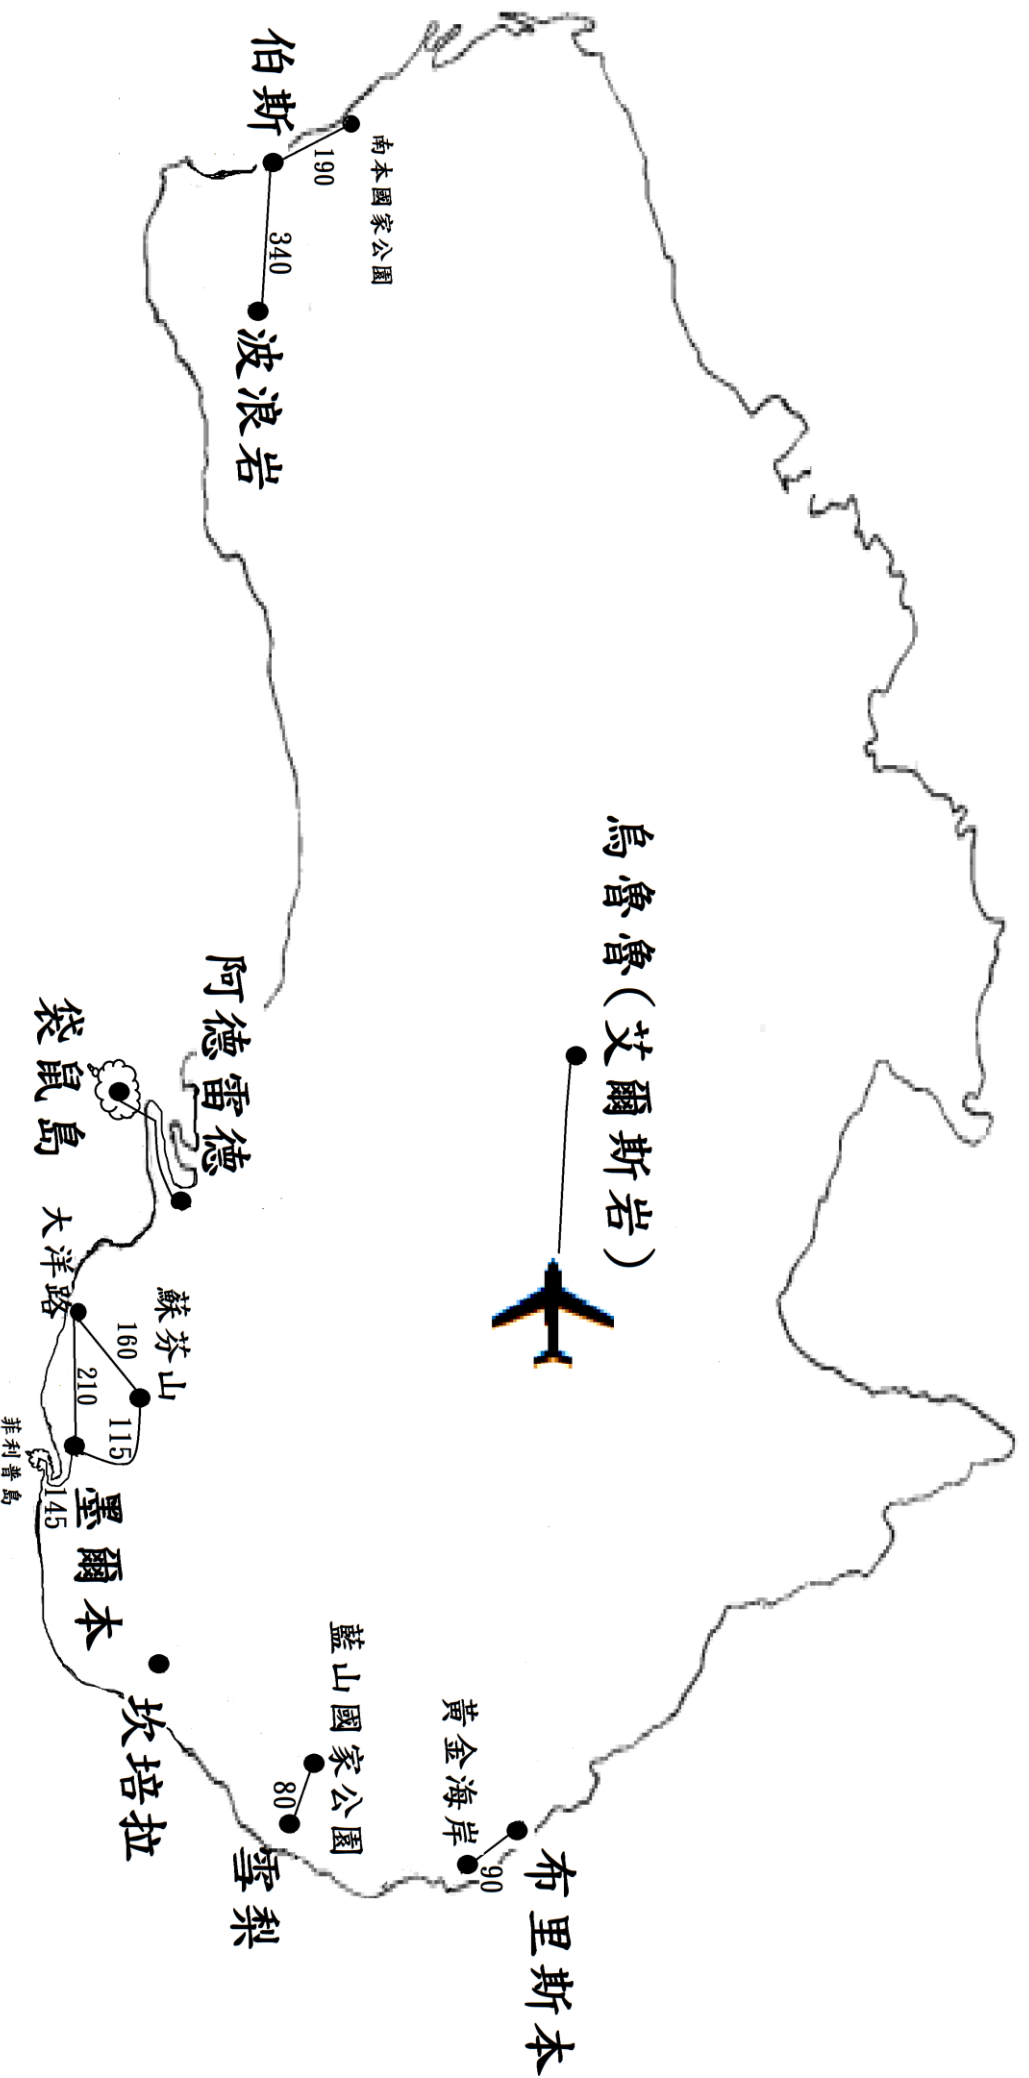 伯斯
190
南本國家公園
340
波浪岩
烏魯魯(艾爾斯岩)
阿德雷德
袋鼠島
大洋路
蘇芬山
160
210
115
145
菲利普島
墨爾本
坎培拉
藍山國家公園
80
雪梨
黃金海岸
90
布里斯本